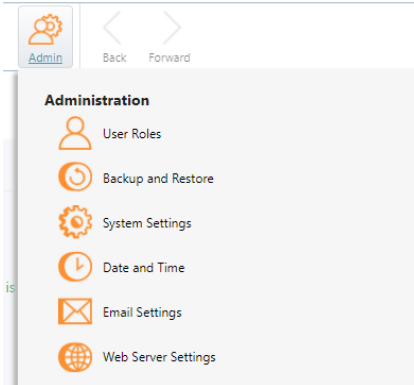 Admin
Back
Forward
Administration
User Roles
Backup and Restore
System Settings
Date and Time
is
Email Settings
Web Server Settings